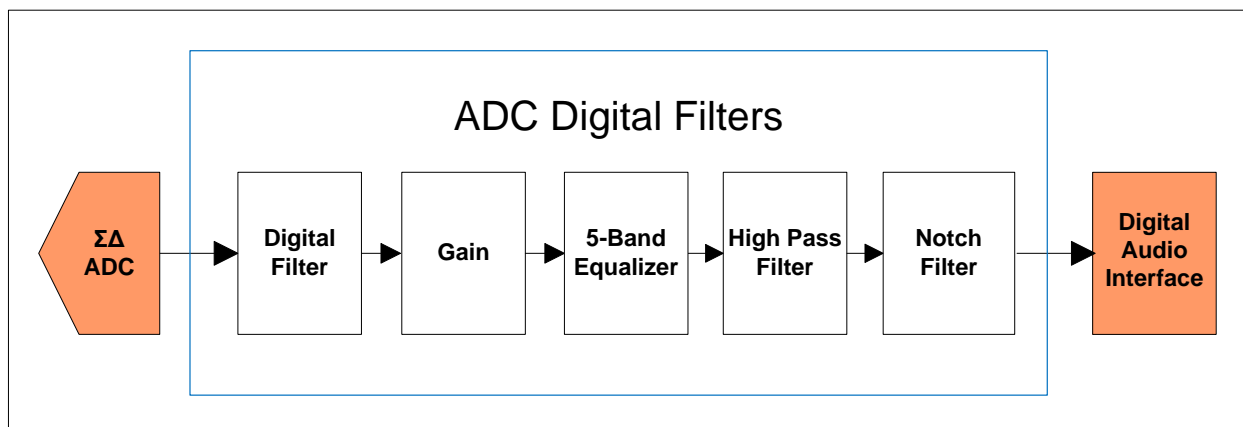 ADC Digital Filters
ΣΔ
ADC
Digital
Filter
Gain
5-Band
Equalizer
High Pass
Filter
Notch
Filter
Digital
Audio
Interface